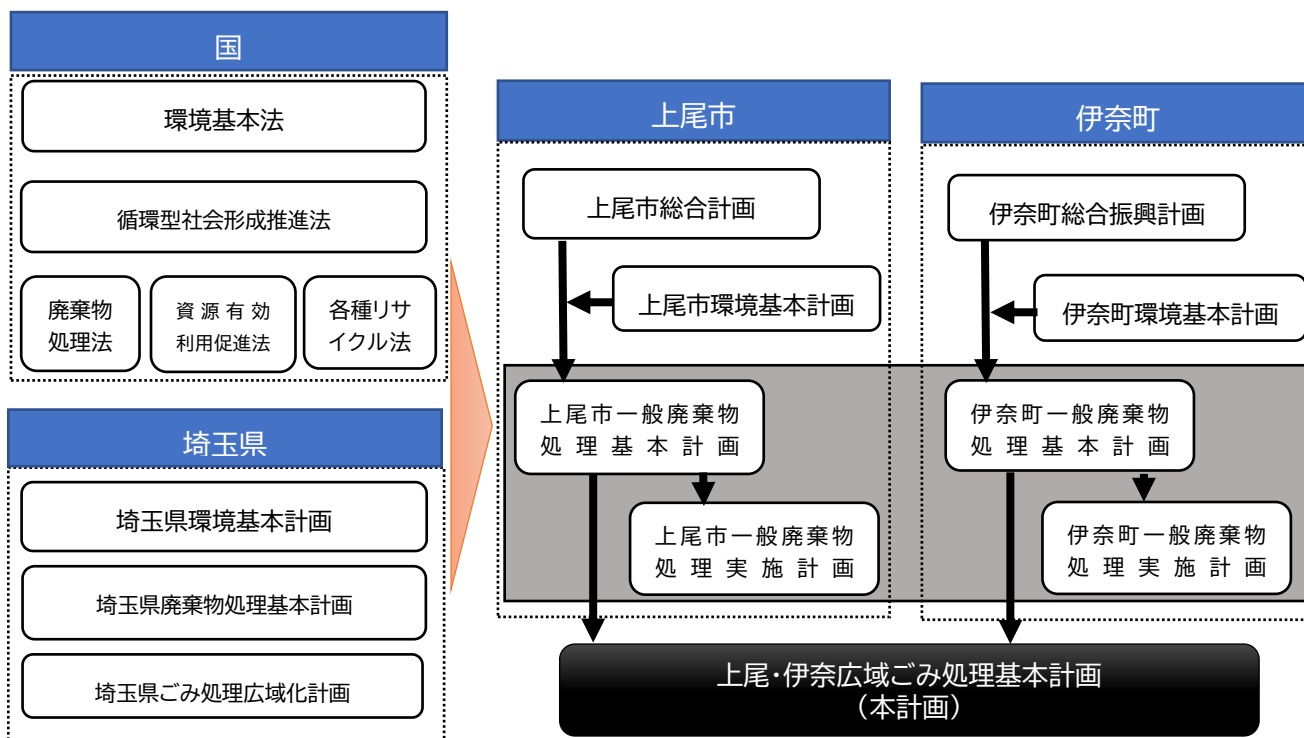 国
環境基本法
循環型社会形成推進法
廃棄物
処理法
資源有効
利用促進法
各種リサ
イクル法
埼玉県
埼玉県環境基本計画
埼玉県廃棄物処理基本計画
埼玉県ごみ処理広域化計画
上尾市
上尾市総合計画
上尾市環境基本計画
上尾市一般廃棄物
処理基本計画
上尾市一般廃棄物
処理実施計画
伊奈町
伊奈町総合振興計画
伊奈町環境基本計画
伊奈町一般廃棄物
処理基本計画
伊奈町一般廃棄物
処理実施計画
上尾・伊奈広域ごみ処理基本計画
（本計画）